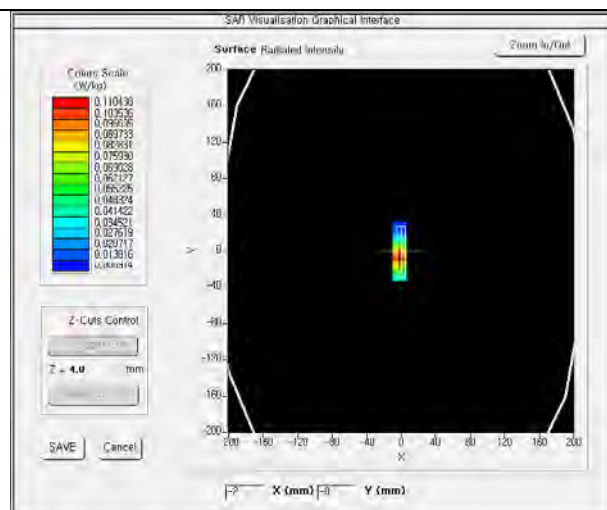 SAR Visualisation Graphical Interface
Surface Radiated Intensity
Zoom In/Out
Colors Scale
(W/kg)
0.110438
0.103536
0.096635
0.089733
0.082831
0.075930
0.069028
0.062127
0.055225
0.048324
0.041422
0.034521
0.027619
0.020717
0.013816
200
160
120
80
40
0
-40
-80
-120
-160
-200
Y
-200 -160 -120 -80 -40 0 40 80 120 160 200
X
Z-Cuts Control
Z = 4.0 mm
SAVE Cancel
X (mm) Y (mm)